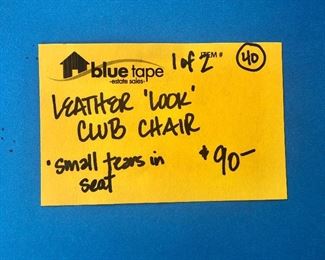 blue tape 1 of 2 ITEM # 40
-estate sales-
LEATHER "LOOK"
CLUB CHAIR
• small tears in $90-
seat